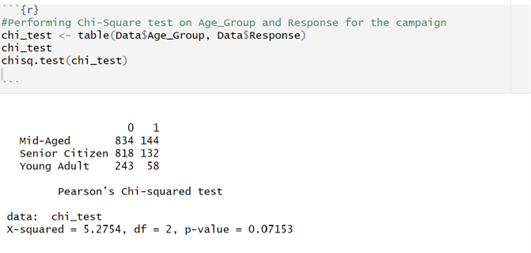 ```{r}
#Performing Chi-Square test on Age_Group and Response for the campaign
chi_test <- table(Data$Age_Group, Data$Response)
chi_test
chisq.test(chi_test)
```
0 1
Mid-Aged 834 144
Senior Citizen 818 132
Young Adult 243 58
Pearson's Chi-squared test
data: chi_test
X-squared = 5.2754, df = 2, p-value = 0.07153